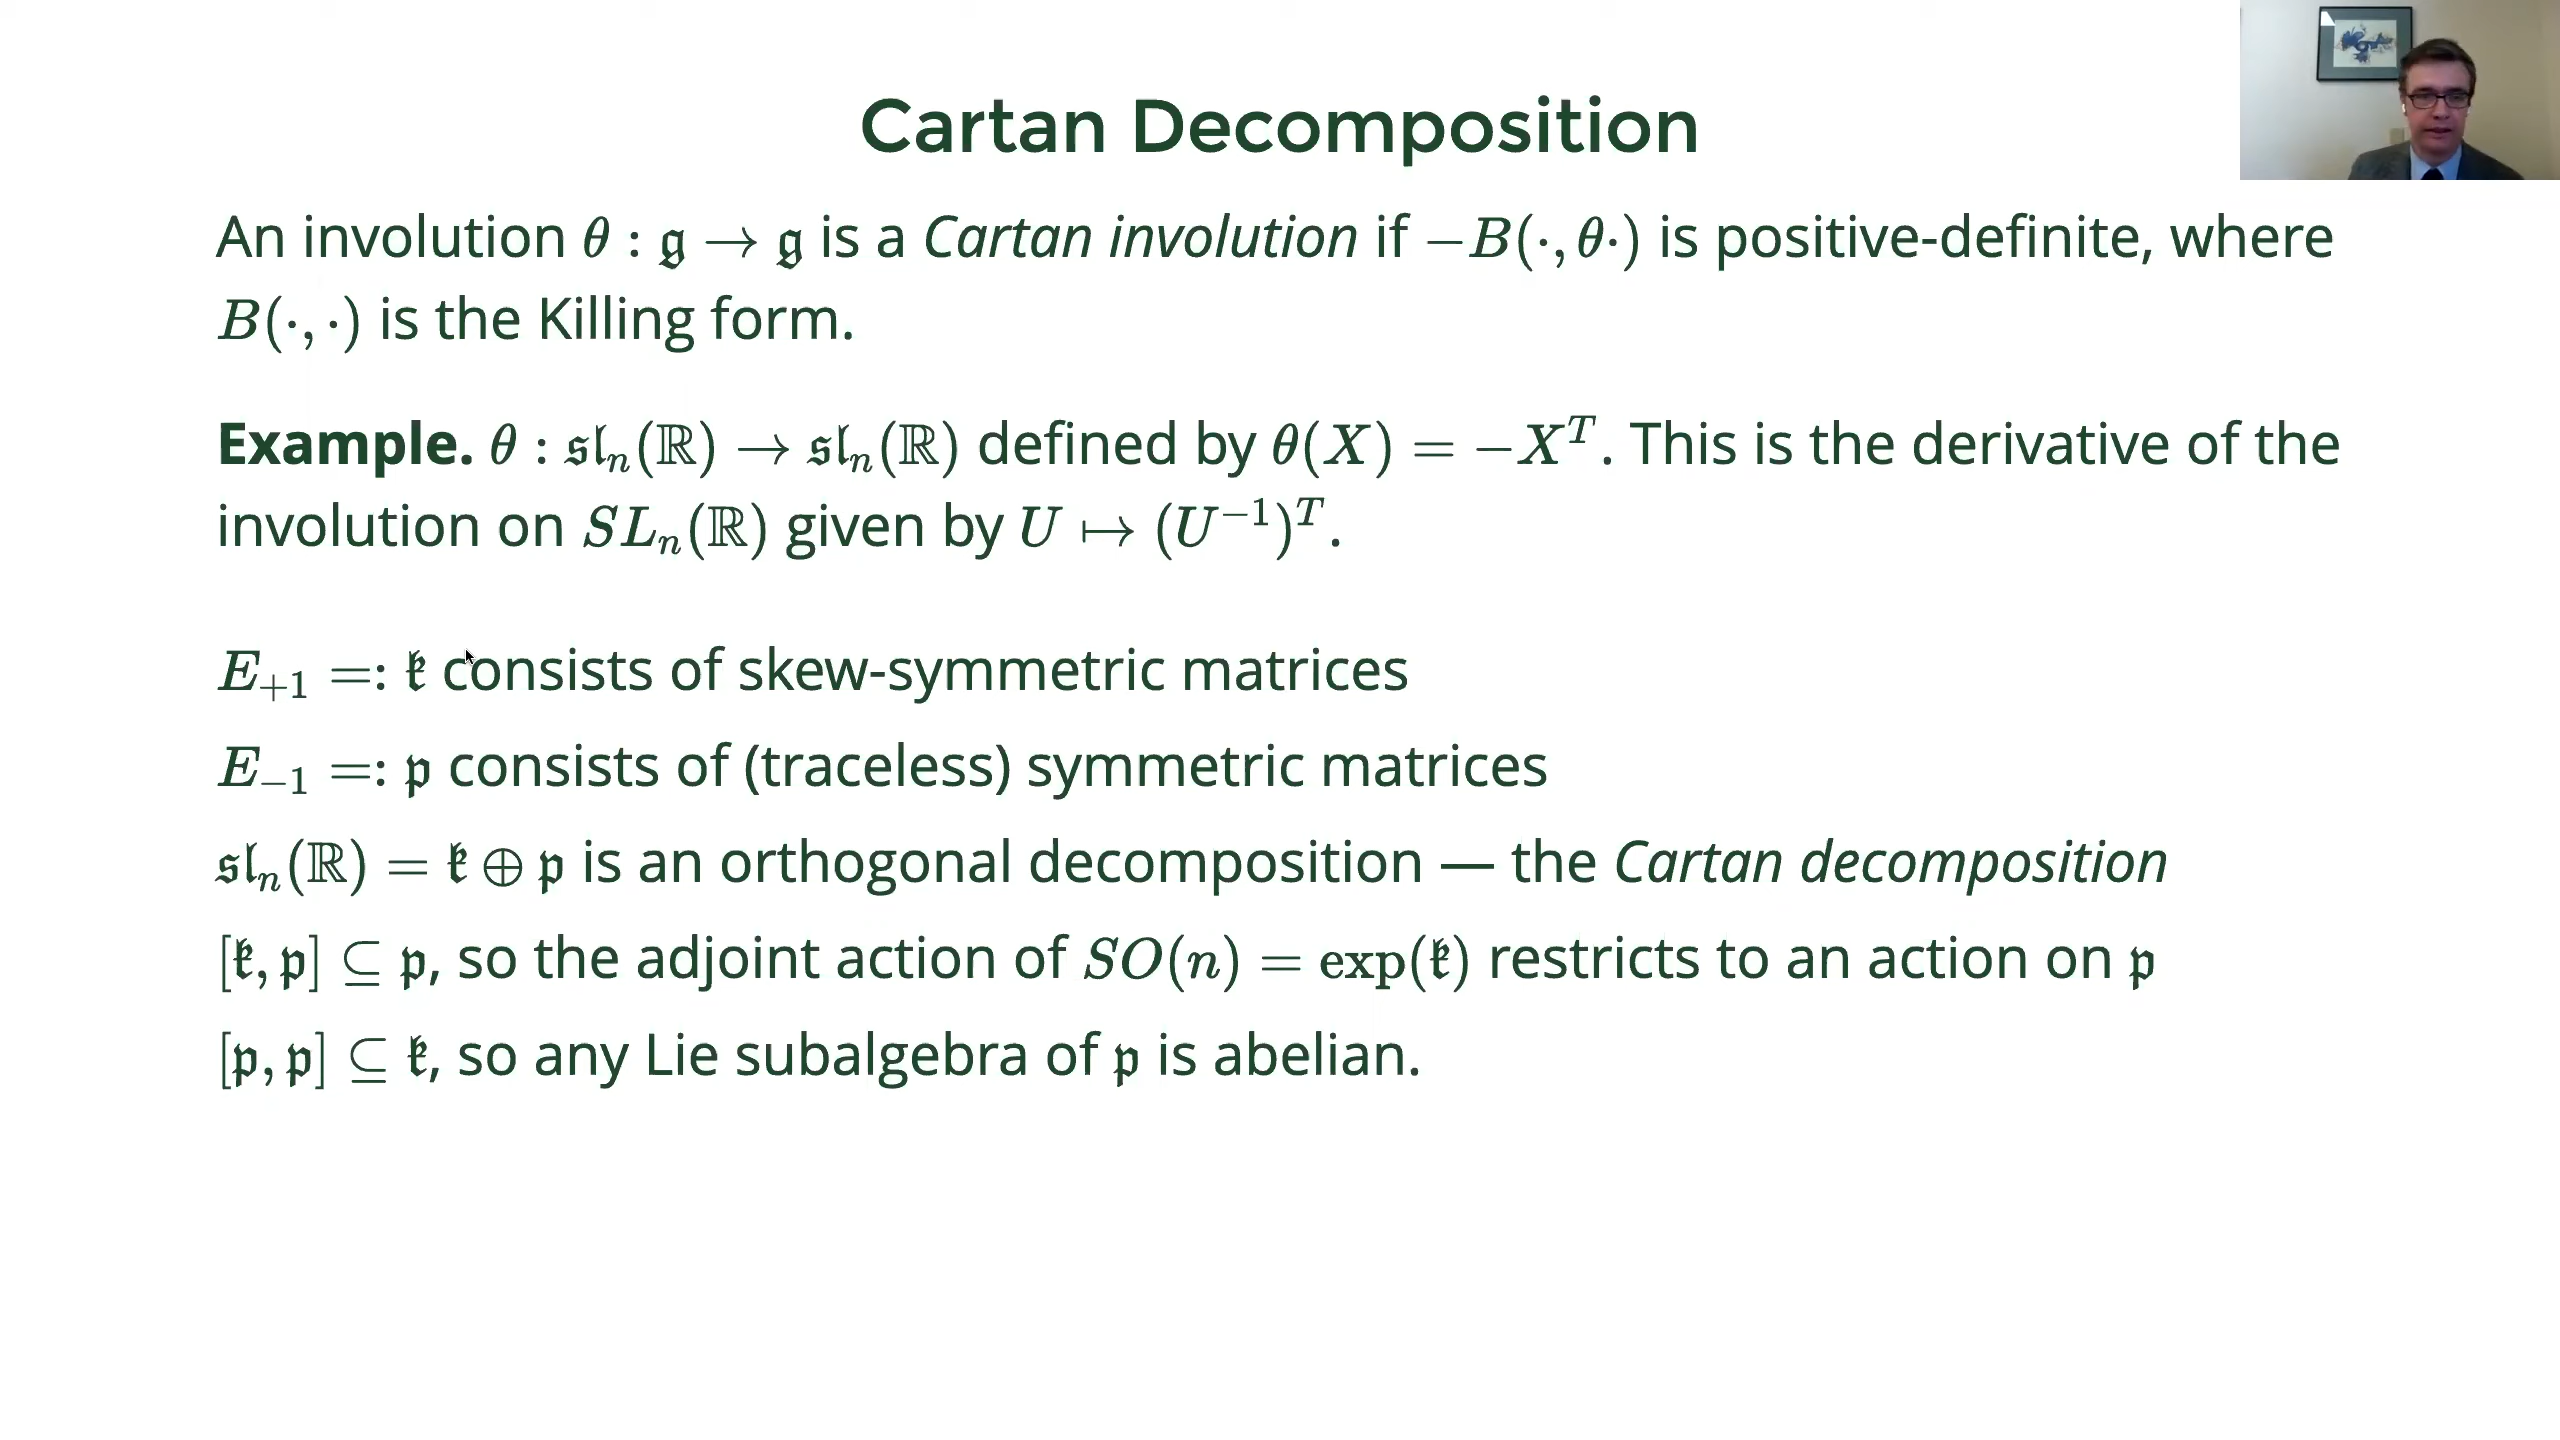 Cartan Decomposition
An involution θ : 𝔤 → 𝔤 is a Cartan involution if −B(·, θ·) is positive-definite, where
B(·, ·) is the Killing form.
Example. θ : 𝔰𝔩ₙ(ℝ) → 𝔰𝔩ₙ(ℝ) defined by θ(X) = −Xᵀ. This is the derivative of the
involution on SLₙ(ℝ) given by U ↦ (U⁻¹)ᵀ.
E₊₁ =: 𝔨 consists of skew-symmetric matrices
E₋₁ =: 𝔭 consists of (traceless) symmetric matrices
𝔰𝔩ₙ(ℝ) = 𝔨 ⊕ 𝔭 is an orthogonal decomposition — the Cartan decomposition
[𝔨, 𝔭] ⊆ 𝔭, so the adjoint action of SO(n) = exp(𝔨) restricts to an action on 𝔭
[𝔭, 𝔭] ⊆ 𝔨, so any Lie subalgebra of 𝔭 is abelian.